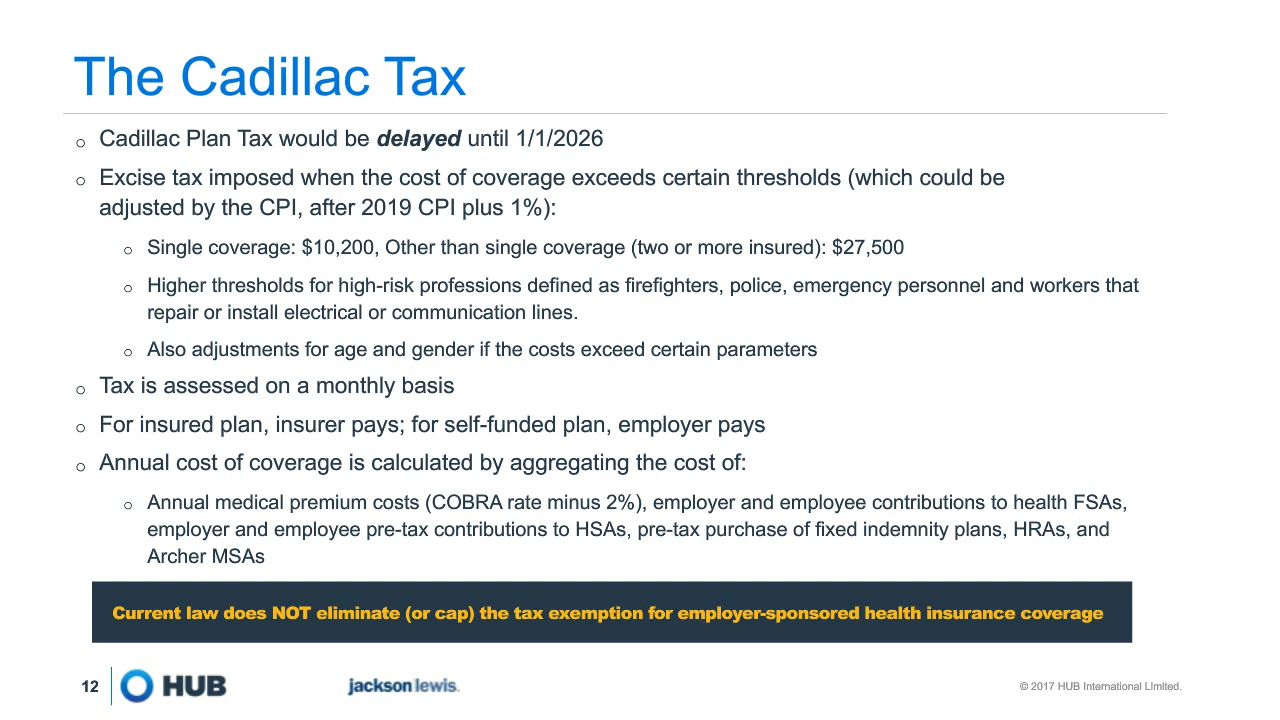 The Cadillac Tax
o Cadillac Plan Tax would be delayed until 1/1/2026
o Excise tax imposed when the cost of coverage exceeds certain thresholds (which could be
adjusted by the CPI, after 2019 CPI plus 1%):
o Single coverage: $10,200, Other than single coverage (two or more insured): $27,500
o Higher thresholds for high-risk professions defined as firefighters, police, emergency personnel and workers that
repair or install electrical or communication lines.
o Also adjustments for age and gender if the costs exceed certain parameters
o Tax is assessed on a monthly basis
o For insured plan, insurer pays; for self-funded plan, employer pays
o Annual cost of coverage is calculated by aggregating the cost of:
o Annual medical premium costs (COBRA rate minus 2%), employer and employee contributions to health FSAs,
employer and employee pre-tax contributions to HSAs, pre-tax purchase of fixed indemnity plans, HRAs, and
Archer MSAs
Current law does NOT eliminate (or cap) the tax exemption for employer-sponsored health insurance coverage
12 HUB jackson lewis. © 2017 HUB International LImited.